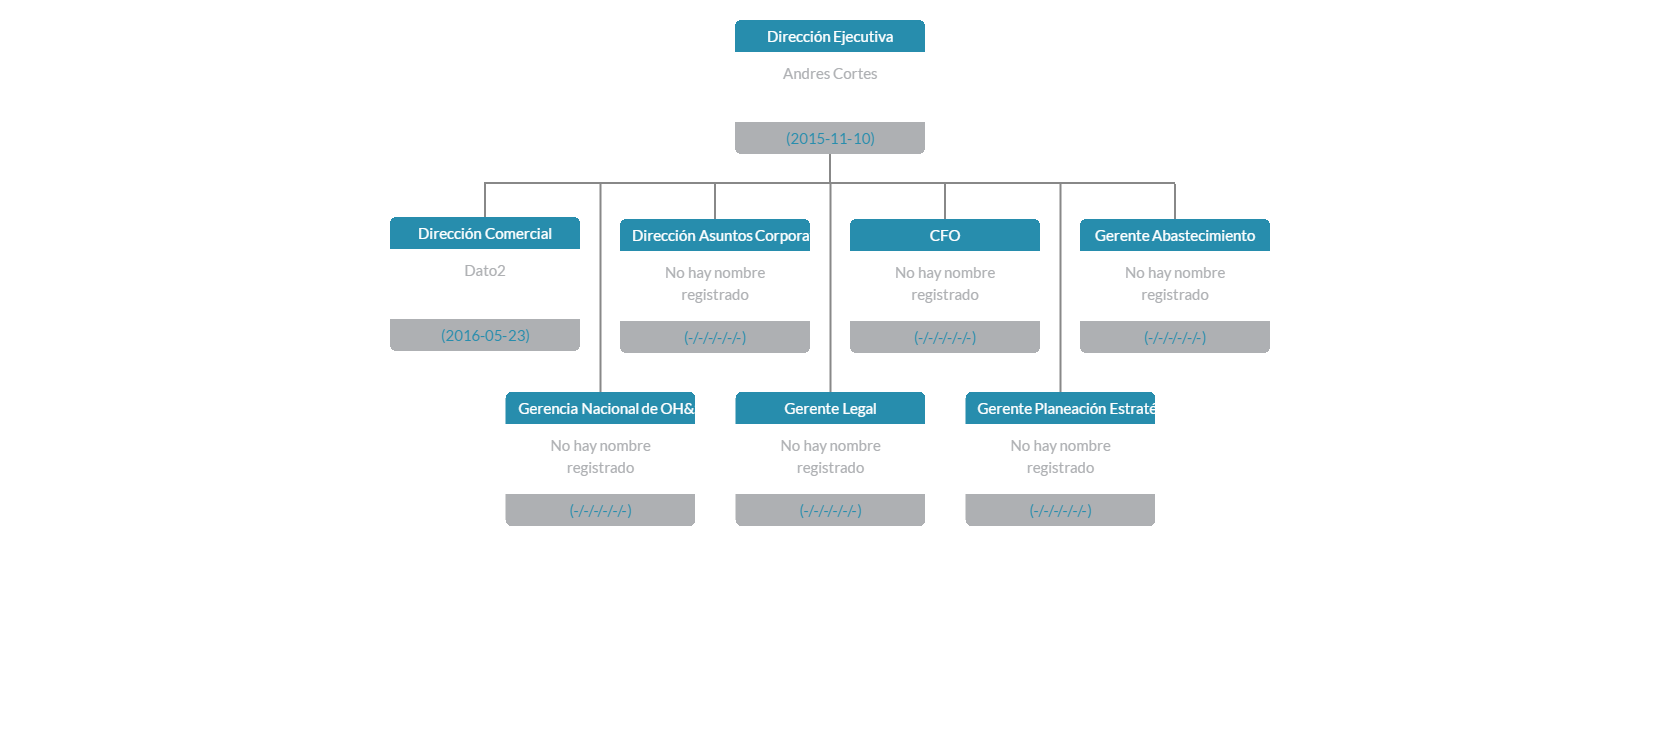 Dirección Ejecutiva
Andres Cortes
(2015-11-10)
Dirección Comercial
Dato2
(2016-05-23)
Dirección Asuntos Corpora
No hay nombre
registrado
(-/-/-/-/-/-)
CFO
No hay nombre
registrado
(-/-/-/-/-/-)
Gerente Abastecimiento
No hay nombre
registrado
(-/-/-/-/-/-)
Gerencia Nacional de OH&
No hay nombre
registrado
(-/-/-/-/-/-)
Gerente Legal
No hay nombre
registrado
(-/-/-/-/-/-)
Gerente Planeación Estraté
No hay nombre
registrado
(-/-/-/-/-/-)